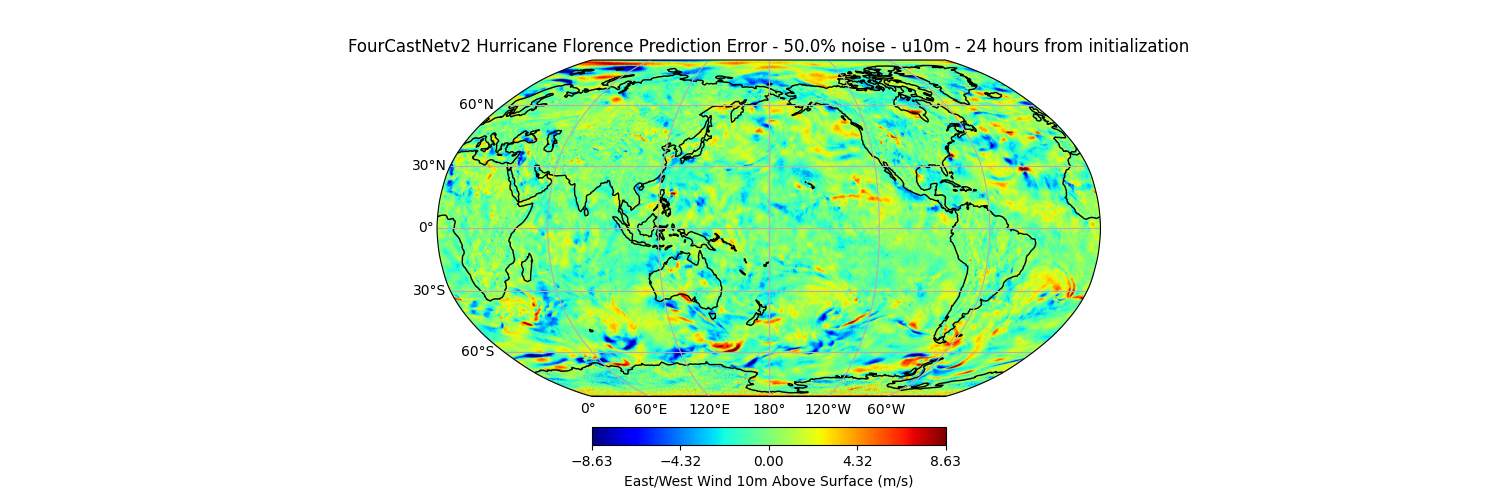 FourCastNetv2 Hurricane Florence Prediction Error - 50.0% noise - u10m - 24 hours from initialization
60°N
30°N
0°
30°S
60°S
0° 60°E 120°E 180° 120°W 60°W
−8.63 −4.32 0.00 4.32 8.63
East/West Wind 10m Above Surface (m/s)